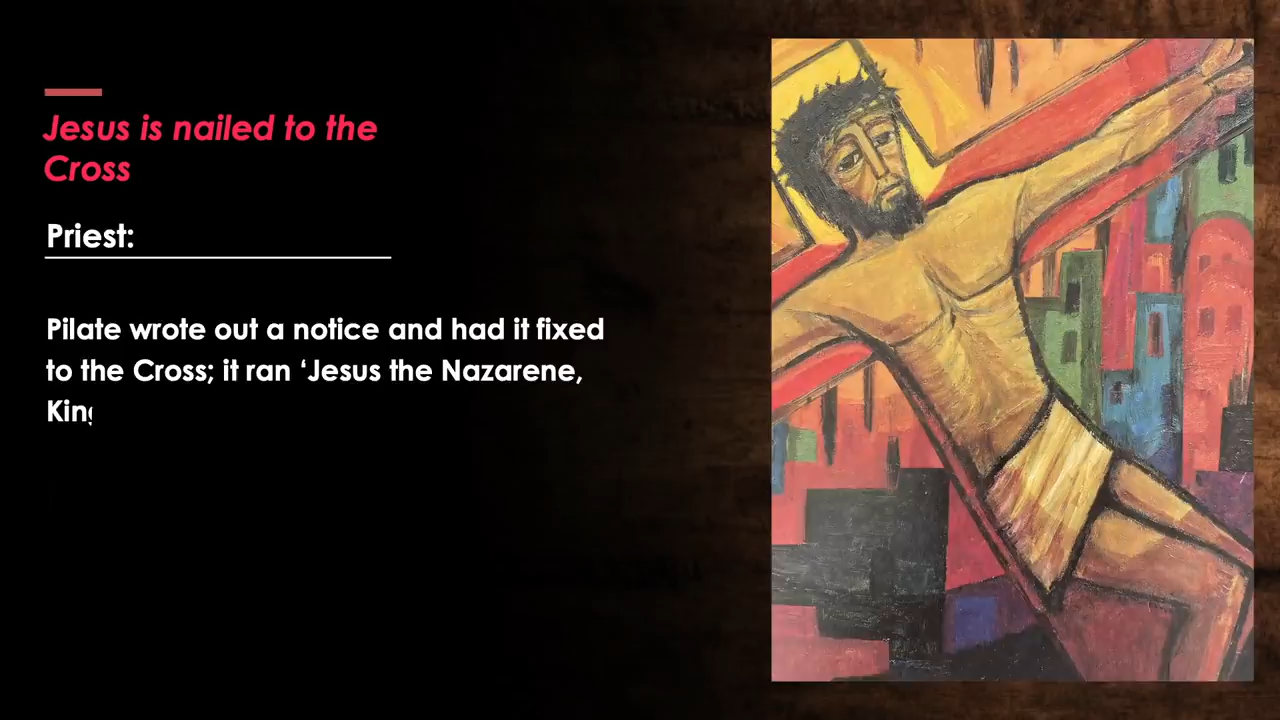 Jesus is nailed to the
Cross
Priest:
Pilate wrote out a notice and had it fixed
to the Cross; it ran ‘Jesus the Nazarene,
King